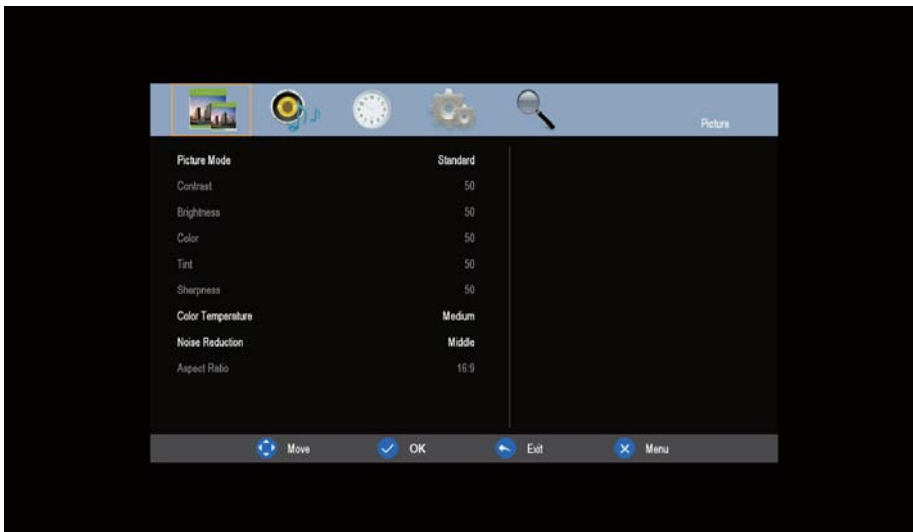 Picture
Picture Mode Standard
Contrast 50
Brightness 50
Color 50
Tint 50
Sharpness 50
Color Temperature Medium
Noise Reduction Middle
Aspect Ratio 16:9
Move OK Exit Menu